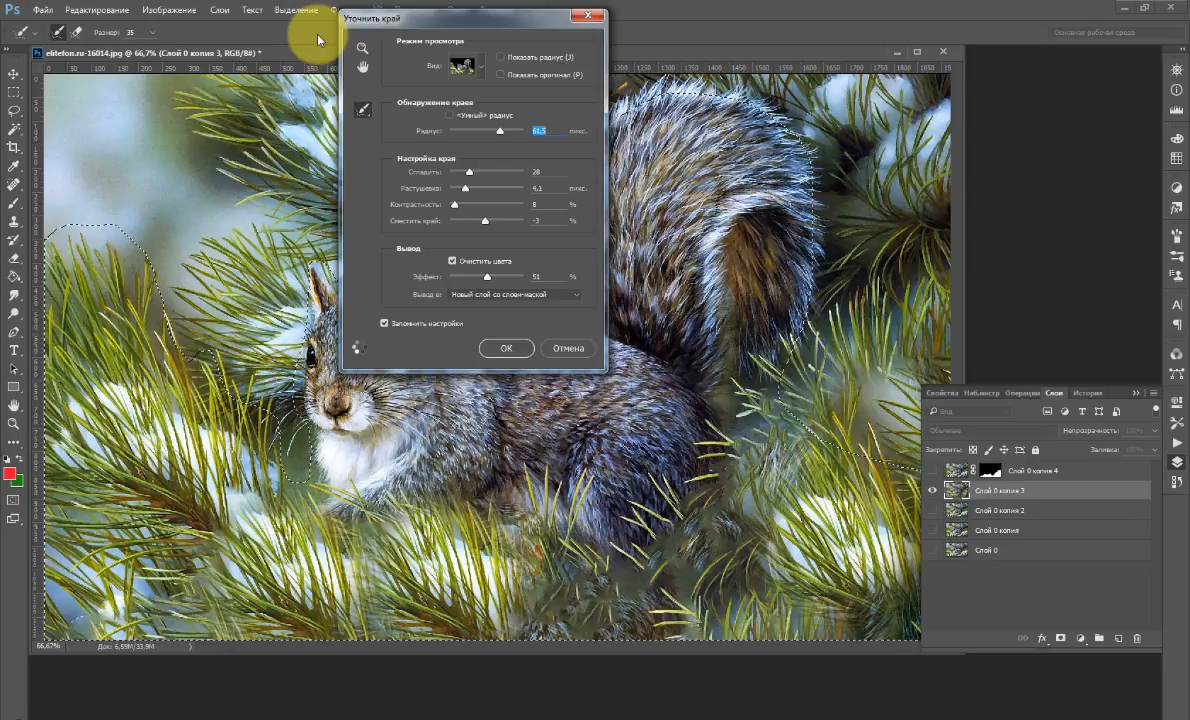 Ps Файл Редактирование Изображение Слои Текст Выделение
Размер: 35
Основная рабочая среда
Уточнить край
elitefon.ru-16014.jpg @ 66,7% (Слой 0 копия 3, RGB/8#) *
Режим просмотра
Вид:
Показать радиус (J)
Показать оригинал (P)
Обнаружение краев
«Умный» радиус
Радиус: 61,5 пикс.
Настройка края
Сгладить: 28
Растушевка: 4,1 пикс.
Контрастность: 8 %
Сместить край: -3 %
Вывод
Очистить цвета
Эффект: 51 %
Вывод в: Новый слой со слоем-маской
Запомнить настройки
OK Отмена
Свойства Наб.инстр Операции Слои История
Вид
Обычные Непрозрачность: 100%
Закрепить: Заливка: 100%
Слой 0 копия 4
Слой 0 копия 3
Слой 0 копия 2
Слой 0 копия
Слой 0
66,67% Док: 6,59M/33,9M